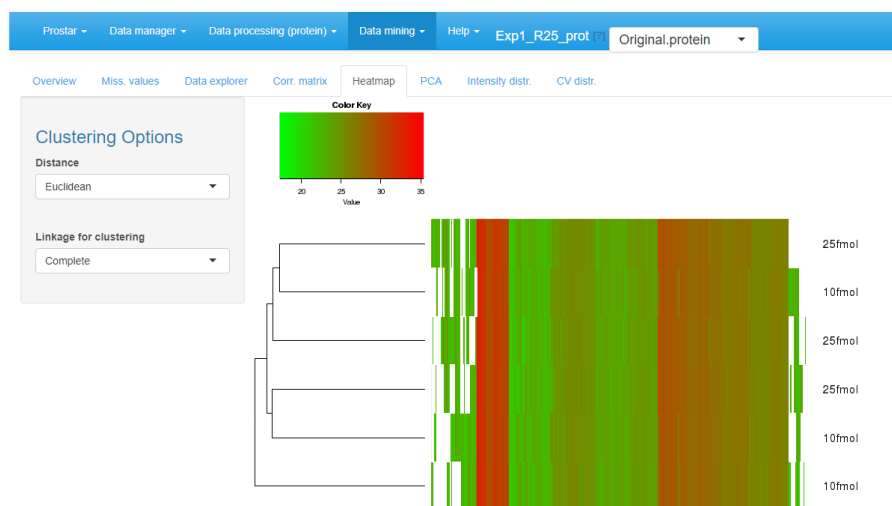 Prostar Data manager Data processing (protein) Data mining Help Exp1_R25_prot [?] Original.protein
Overview Miss. values Data explorer Corr. matrix Heatmap PCA Intensity distr. CV distr.
Color Key
Clustering Options
Distance
Euclidean
20 25 30 35
Value
Linkage for clustering
Complete
25fmol
10fmol
25fmol
25fmol
10fmol
10fmol